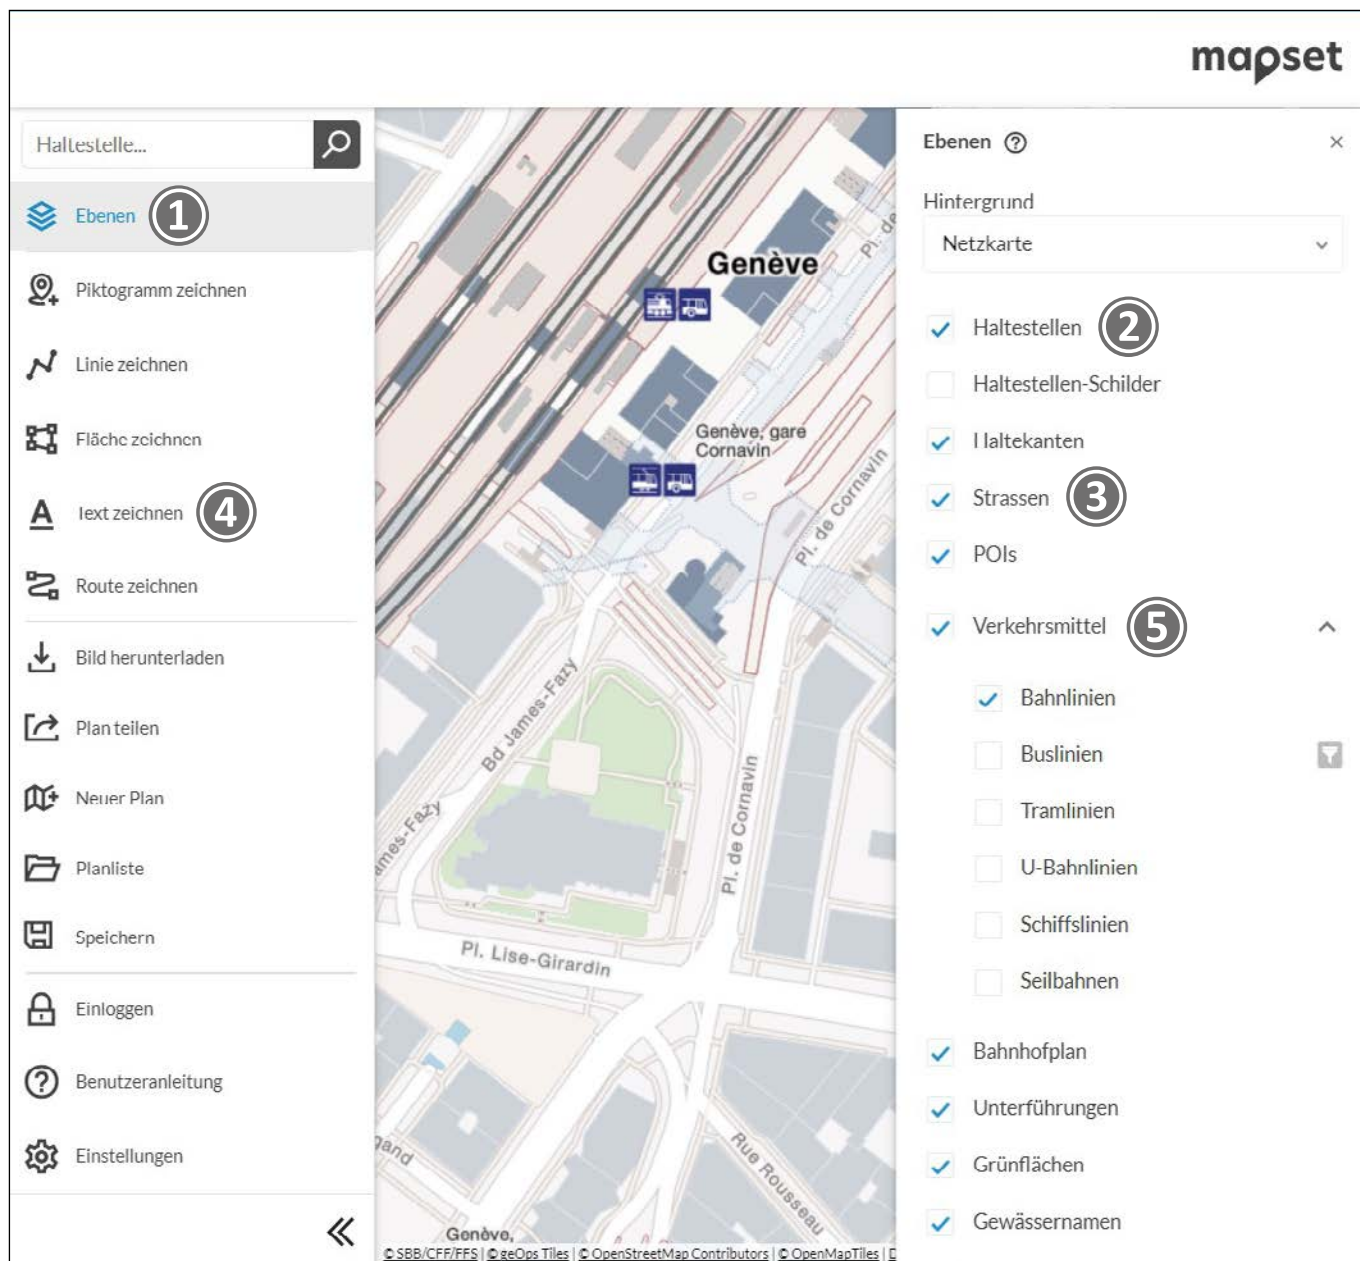 mapset
Haltestelle...
Ebenen 1
Piktogramm zeichnen
Linie zeichnen
Fläche zeichnen
Text zeichnen 4
Route zeichnen
Bild herunterladen
Plan teilen
Neuer Plan
Planliste
Speichern
Einloggen
Benutzeranleitung
Einstellungen
Genève
Pl. de
Genève, gare
Cornavin
Pl. de Cornavin
Bd James-Fazy
ames-Fazy
Pl. de Cornavin
Pl. Lise-Girardin
Rue Rousseau
gand
Genève,
© SBB/CFF/FFS | © geOps Tiles | © OpenStreetMap Contributors | © OpenMapTiles |
Ebenen ?
Hintergrund
Netzkarte
Haltestellen 2
Haltestellen-Schilder
Haltekanten
Strassen 3
POIs
Verkehrsmittel 5
Bahnlinien
Buslinien
Tramlinien
U-Bahnlinien
Schiffslinien
Seilbahnen
Bahnhofplan
Unterführungen
Grünflächen
Gewässernamen